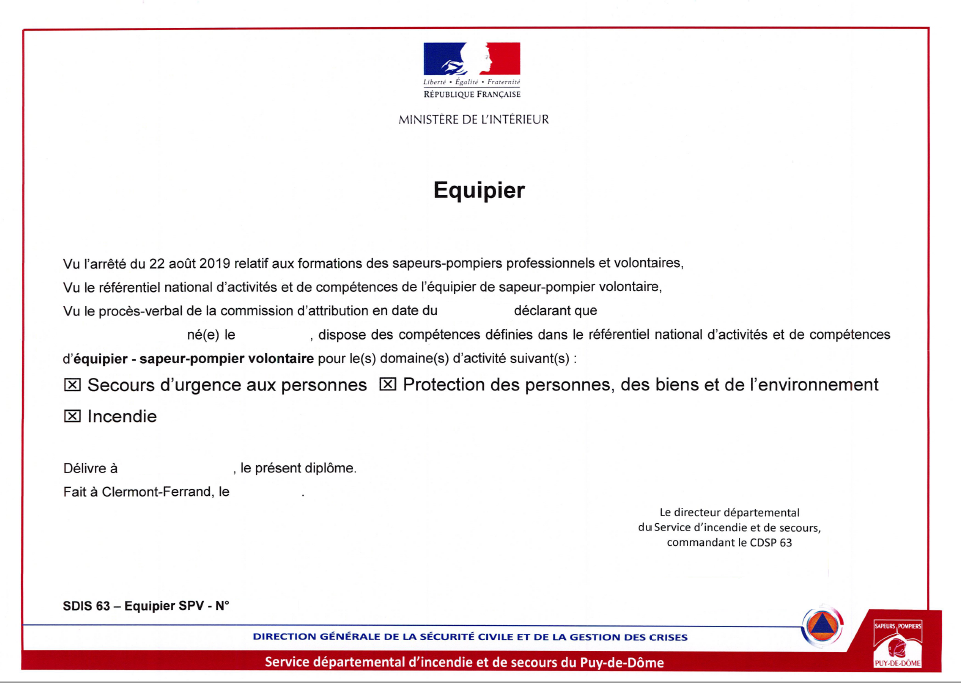 Liberté • Égalité • Fraternité
RÉPUBLIQUE FRANÇAISE
MINISTÈRE DE L'INTÉRIEUR
Equipier
Vu l'arrêté du 22 août 2019 relatif aux formations des sapeurs-pompiers professionnels et volontaires,
Vu le référentiel national d'activités et de compétences de l'équipier de sapeur-pompier volontaire,
Vu le procès-verbal de la commission d'attribution en date du déclarant que
né(e) le , dispose des compétences définies dans le référentiel national d'activités et de compétences
d'équipier - sapeur-pompier volontaire pour le(s) domaine(s) d'activité suivant(s) :
☒ Secours d'urgence aux personnes ☒ Protection des personnes, des biens et de l'environnement
☒ Incendie
Délivre à , le présent diplôme.
Fait à Clermont-Ferrand, le .
Le directeur départemental
du Service d'incendie et de secours,
commandant le CDSP 63
SDIS 63 – Equipier SPV - N°
DIRECTION GÉNÉRALE DE LA SÉCURITÉ CIVILE ET DE LA GESTION DES CRISES
Service départemental d'incendie et de secours du Puy-de-Dôme
SAPEURS POMPIERS
PUY-DE-DÔME